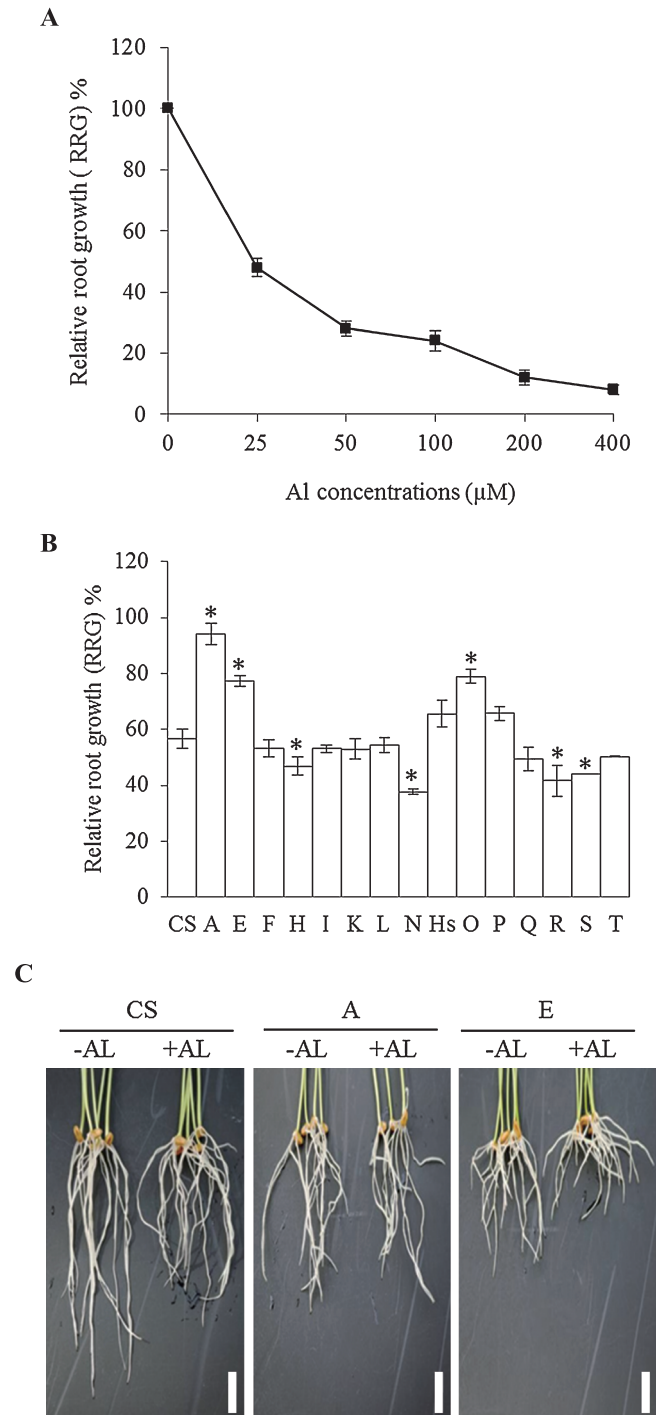 A
120
100
80
60
40
20
0
Relative root growth ( RRG) %
0 25 50 100 200 400
Al concentrations (µM)
B
120
100
80
60
40
20
0
Relative root growth (RRG) %
* * * * * * *
CS A E F H I K L N Hs O P Q R S T
C
CS A E
-AL +AL -AL +AL -AL +AL